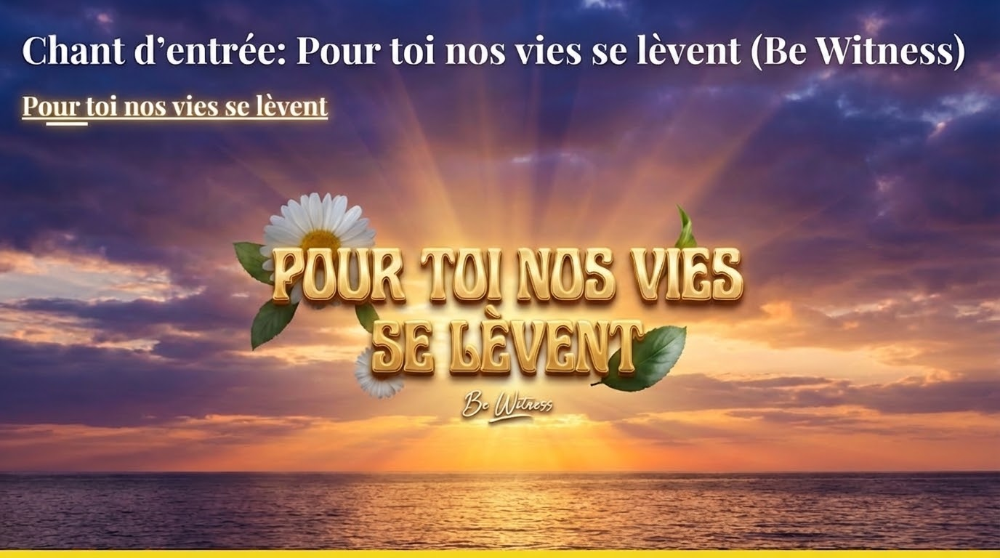 Chant d’entrée: Pour toi nos vies se lèvent (Be Witness)
Pour toi nos vies se lèvent
POUR TOI NOS VIES
SE LÈVENT
Be Witness